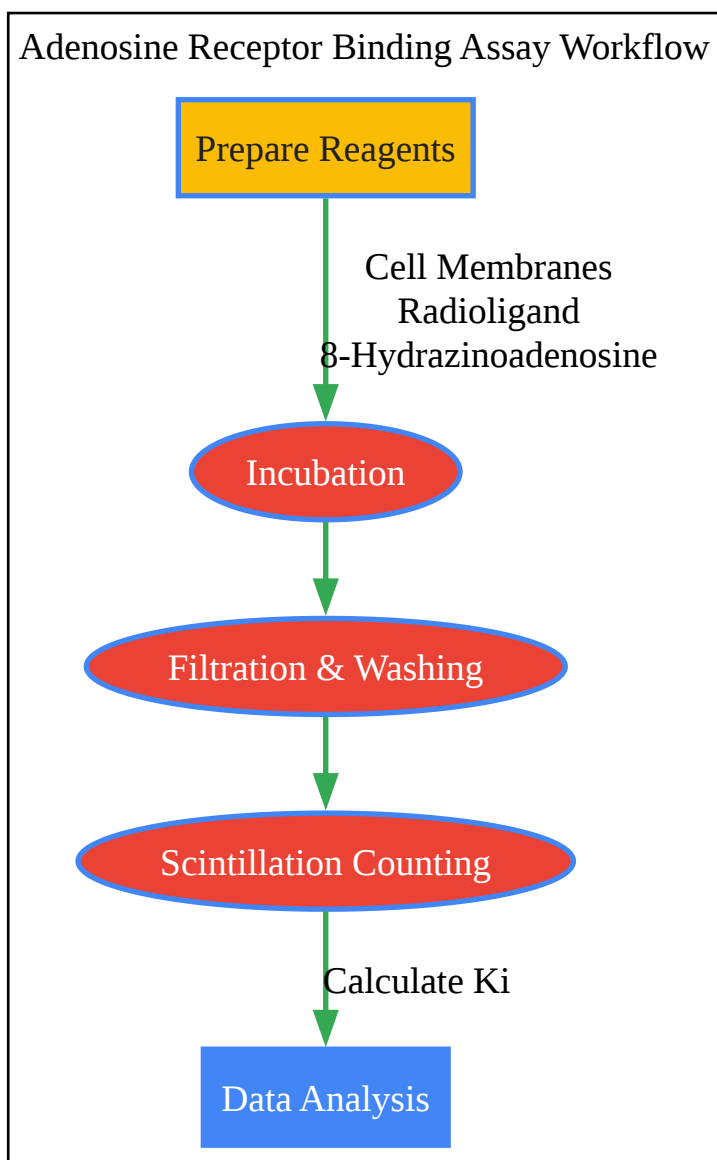 Adenosine Receptor Binding Assay Workflow
Prepare Reagents
Cell Membranes
Radioligand
8-Hydrazinoadenosine
Incubation
Filtration & Washing
Scintillation Counting
Calculate Ki
Data Analysis